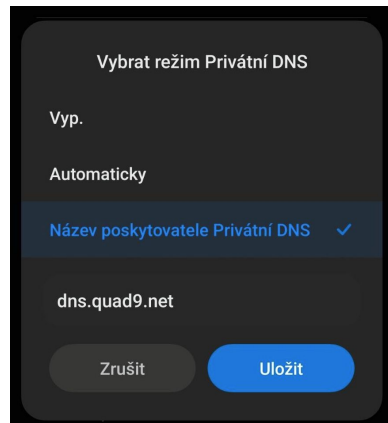 Vybrat režim Privátní DNS
Vyp.
Automaticky
Název poskytovatele Privátní DNS
dns.quad9.net
Zrušit
Uložit